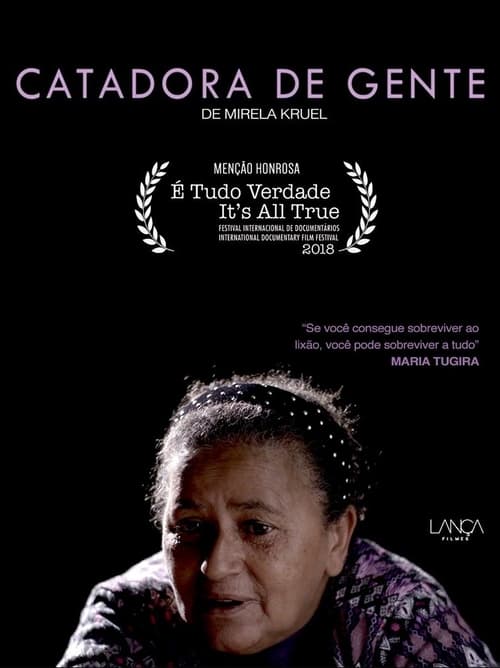 CATADORA DE GENTE
DE MIRELA KRUEL
MENÇÃO HONROSA
É Tudo Verdade
It's All True
FESTIVAL INTERNACIONAL DE DOCUMENTÁRIOS
INTERNATIONAL DOCUMENTARY FILM FESTIVAL
2018
“Se você consegue sobreviver ao
lixão, você pode sobreviver a tudo”
MARIA TUGIRA
LANÇA
FILMES